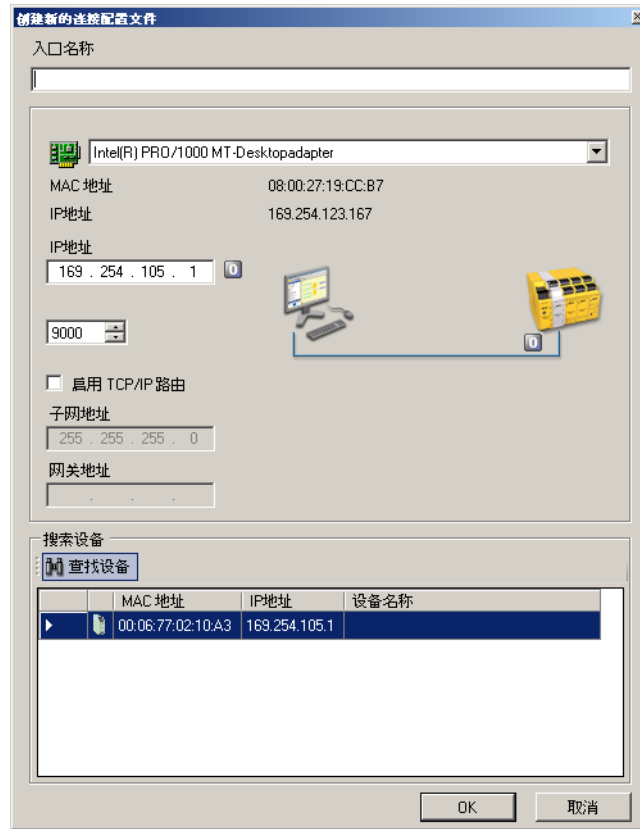 创建新的连接配置文件
入口名称
Intel(R) PRO/1000 MT-Desktopadapter
MAC 地址 08:00:27:19:CC:B7
IP地址 169.254.123.167
IP地址
169 . 254 . 105 . 1 0
9000
0
启用 TCP/IP 路由
子网地址
255 . 255 . 255 . 0
网关地址
. . .
搜索设备
查找设备
MAC 地址 IP地址 设备名称
00:06:77:02:10:A3 169.254.105.1
OK 取消